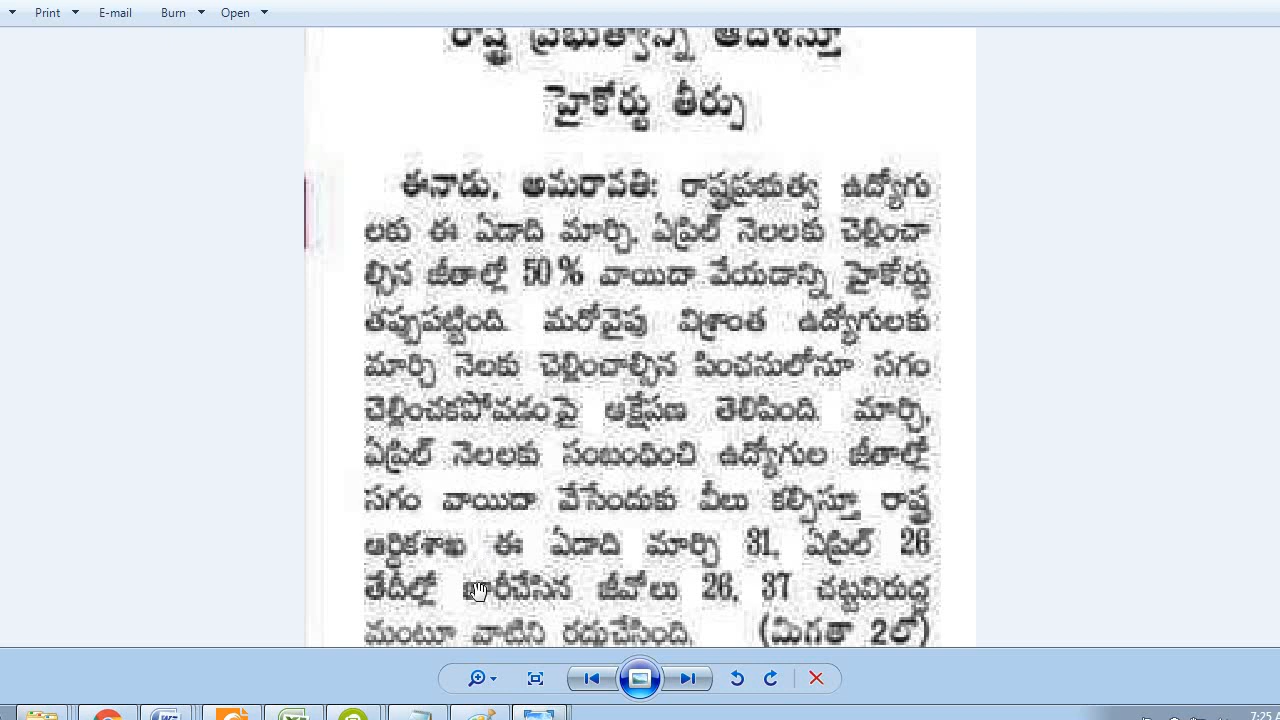 Print
E-mail
Burn
Open
రాష్ట్ర ప్రభుత్వాన్ని ఆదేశిస్తూ
హైకోర్టు తీర్పు
ఈనాడు, అమరావతి: రాష్ట్రప్రభుత్వ ఉద్యోగు
లకు ఈ ఏడాది మార్చి, ఏప్రిల్ నెలలకు చెల్లించా
ల్సిన జీతాల్లో 50% వాయిదా వేయడాన్ని హైకోర్టు
తప్పుపట్టింది. మరోవైపు విశ్రాంత ఉద్యోగులకు
మార్చి నెలకు చెల్లించాల్సిన పింఛనులోనూ సగం
చెల్లించకపోవడంపై ఆక్షేపణ తెలిపింది. మార్చి,
ఏప్రిల్ నెలలకు సంబంధించి ఉద్యోగుల జీతాల్లో
సగం వాయిదా వేసేందుకు వీలు కల్పిస్తూ రాష్ట్ర
ఆర్థికశాఖ ఈ ఏడాది మార్చి 31, ఏప్రిల్ 26
తేదీల్లో జారీచేసిన జీవోలు 26, 37 చట్టవిరుద్ధ
మంటూ వాటిని రద్దుచేసింది. (మిగతా 2లో)